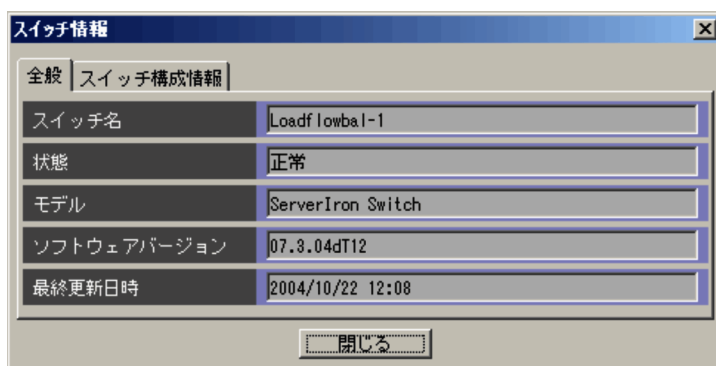 スイッチ情報
全般 スイッチ構成情報
スイッチ名 Loadflowbal-1
状態 正常
モデル ServerIron Switch
ソフトウェアバージョン 07.3.04dT12
最終更新日時 2004/10/22 12:08
閉じる